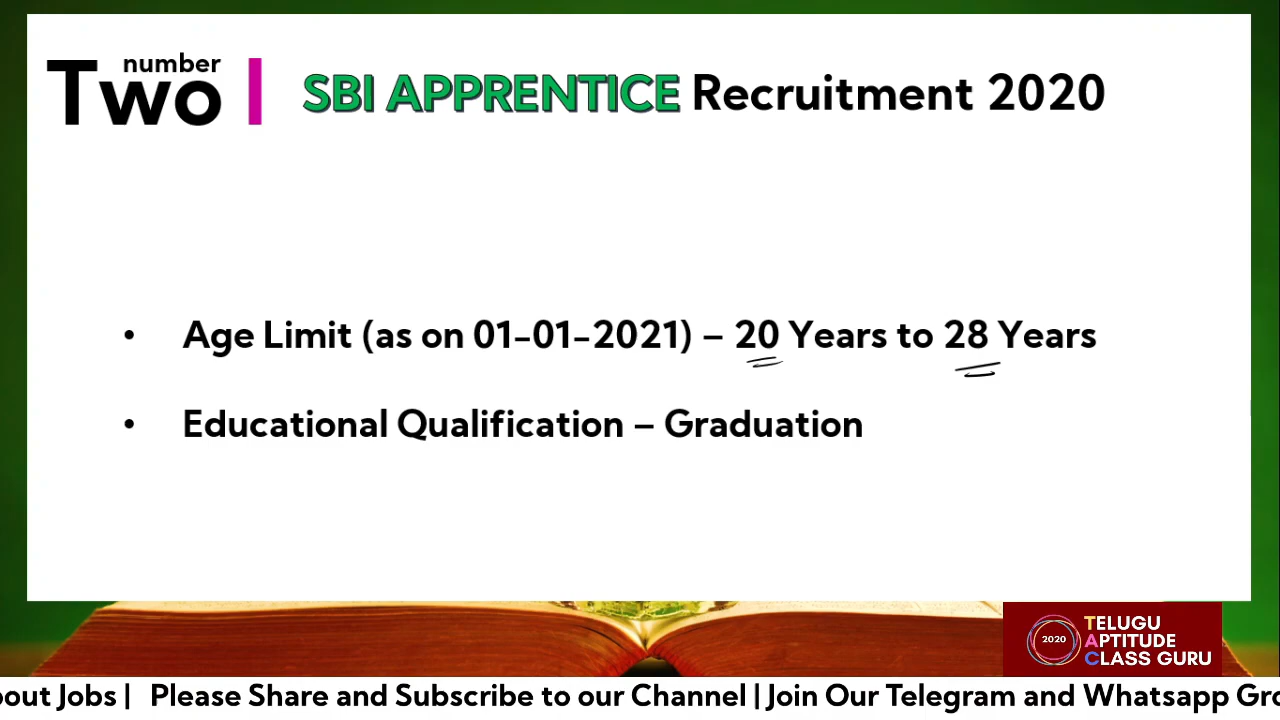 number
Two
SBI APPRENTICE Recruitment 2020
• Age Limit (as on 01-01-2021) – 20 Years to 28 Years
• Educational Qualification – Graduation
2020
TELUGU
APTITUDE
CLASS GURU
out Jobs | Please Share and Subscribe to our Channel | Join Our Telegram and Whatsapp Gro